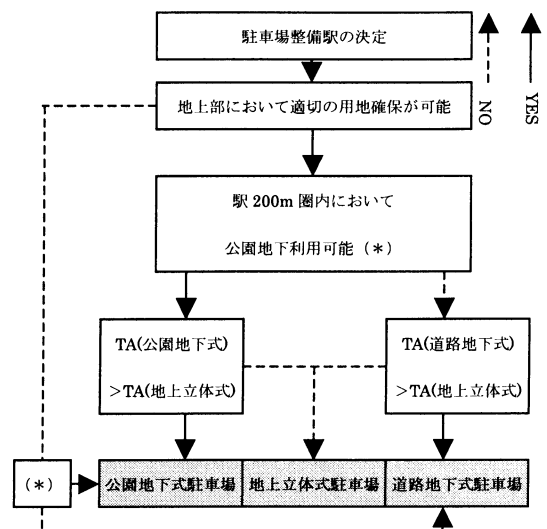 駐車場整備駅の決定
NO
YES
地上部において適切の用地確保が可能
駅200m圏内において
公園地下利用可能（*）
TA(公園地下式)
>TA(地上立体式)
TA(道路地下式)
>TA(地上立体式)
(*)
公園地下式駐車場
地上立体式駐車場
道路地下式駐車場